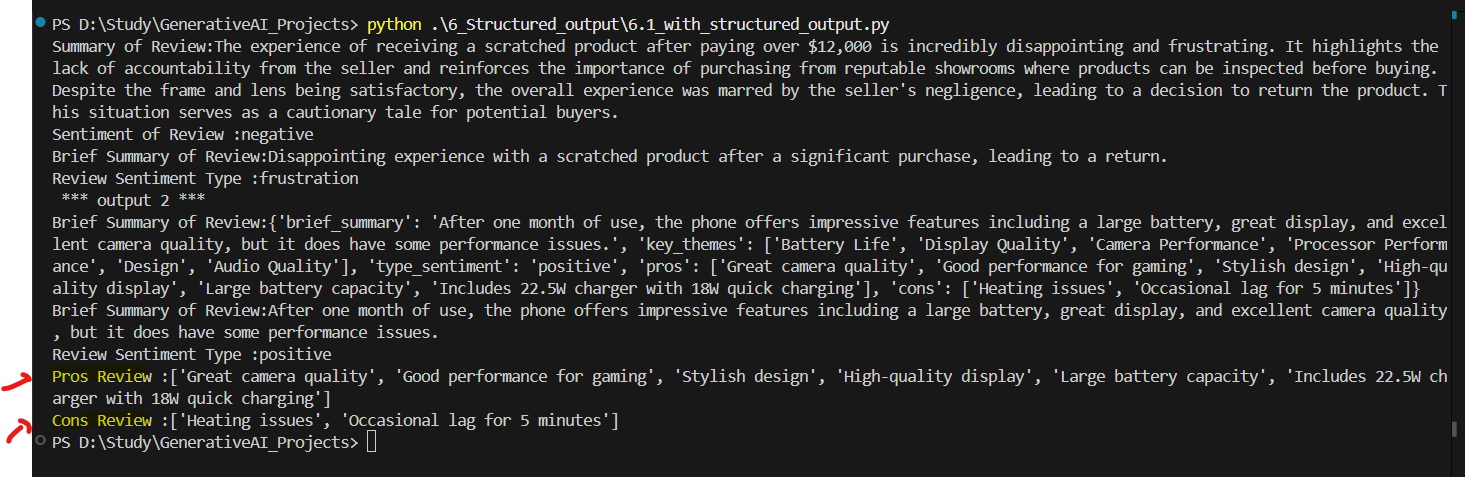 PS D:\Study\GenerativeAI_Projects> python .\6_Structured_output\6.1_with_structured_output.py
Summary of Review:The experience of receiving a scratched product after paying over $12,000 is incredibly disappointing and frustrating. It highlights the
lack of accountability from the seller and reinforces the importance of purchasing from reputable showrooms where products can be inspected before buying.
Despite the frame and lens being satisfactory, the overall experience was marred by the seller's negligence, leading to a decision to return the product. T
his situation serves as a cautionary tale for potential buyers.
Sentiment of Review :negative
Brief Summary of Review:Disappointing experience with a scratched product after a significant purchase, leading to a return.
Review Sentiment Type :frustration
*** output 2 ***
Brief Summary of Review:{'brief_summary': 'After one month of use, the phone offers impressive features including a large battery, great display, and excel
lent camera quality, but it does have some performance issues.', 'key_themes': ['Battery Life', 'Display Quality', 'Camera Performance', 'Processor Perform
ance', 'Design', 'Audio Quality'], 'type_sentiment': 'positive', 'pros': ['Great camera quality', 'Good performance for gaming', 'Stylish design', 'High-qu
ality display', 'Large battery capacity', 'Includes 22.5W charger with 18W quick charging'], 'cons': ['Heating issues', 'Occasional lag for 5 minutes']}
Brief Summary of Review:After one month of use, the phone offers impressive features including a large battery, great display, and excellent camera quality
, but it does have some performance issues.
Review Sentiment Type :positive
Pros Review :['Great camera quality', 'Good performance for gaming', 'Stylish design', 'High-quality display', 'Large battery capacity', 'Includes 22.5W ch
arger with 18W quick charging']
Cons Review :['Heating issues', 'Occasional lag for 5 minutes']
PS D:\Study\GenerativeAI_Projects>